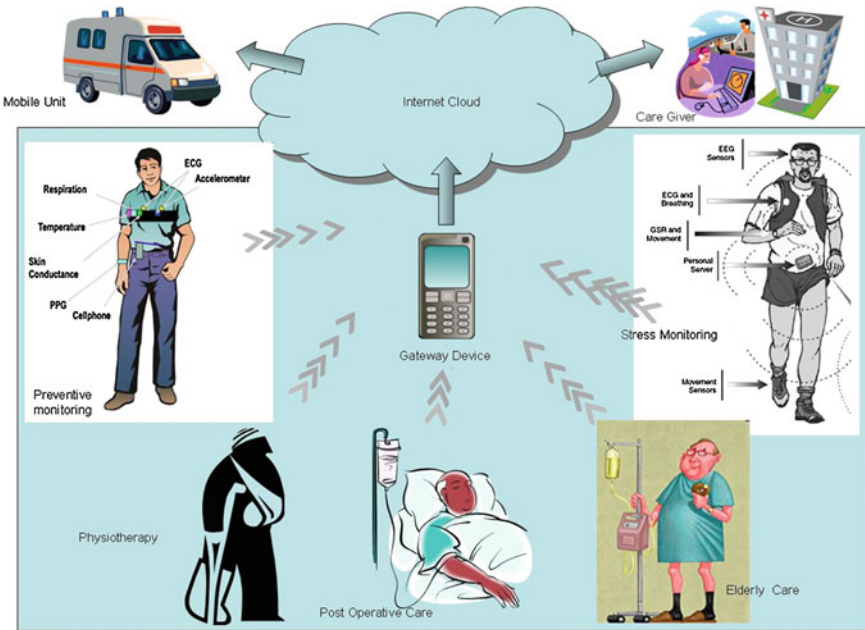 Mobile Unit
Internet Cloud
Care Giver
H
ECG
Accelerometer
Respiration
Temperature
Skin
Conductance
PPG
Cellphone
Preventive
monitoring
EEG
Sensors
ECG and
Breathing
GSR and
Movement
Personal
Server
Stress Monitoring
Movement
Sensors
Gateway Device
Physiotherapy
Post Operative Care
Elderly Care